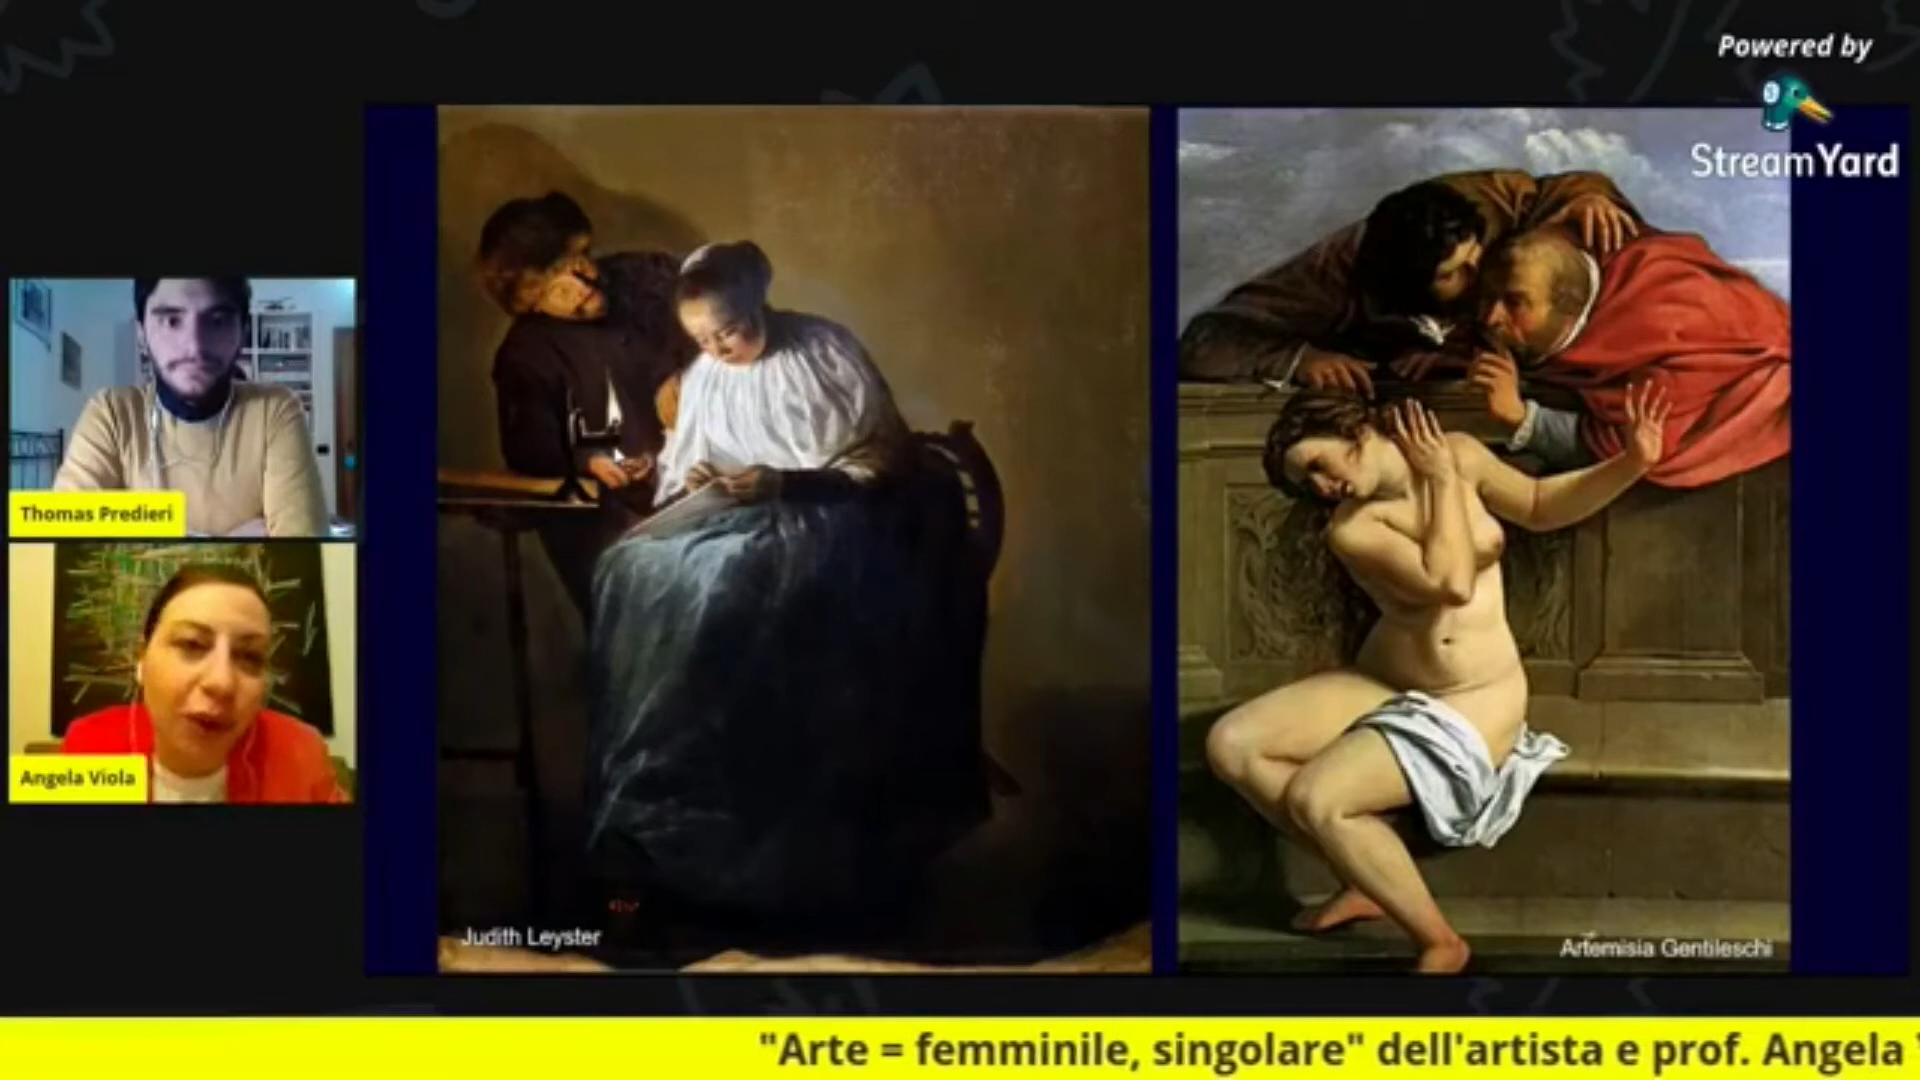 Powered by
StreamYard
Thomas Predieri
Angela Viola
Judith Leyster
Artemisia Gentileschi
"Arte = femminile, singolare" dell'artista e prof. Angela